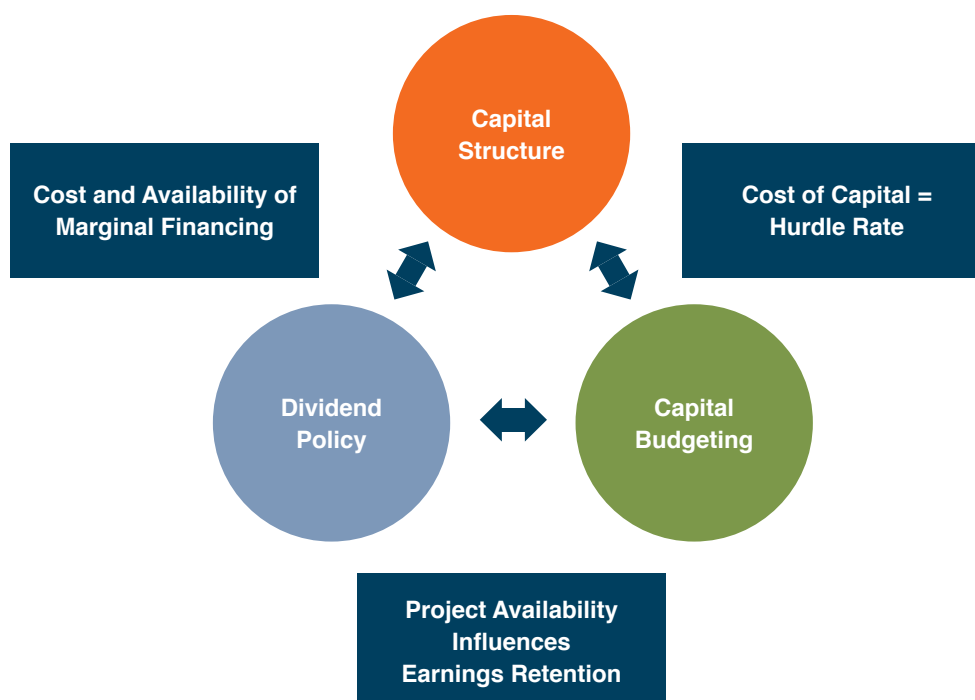 Capital
Structure
Cost and Availability of
Marginal Financing
Cost of Capital =
Hurdle Rate
Dividend
Policy
Capital
Budgeting
Project Availability
Influences
Earnings Retention